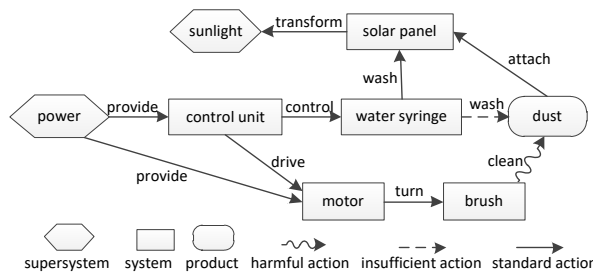 sunlight
transform
solar panel
attach
wash
power
provide
control unit
control
water syringe
wash
dust
clean
drive
provide
motor
turn
brush
supersystem
system
product
harmful action
insufficient action
standard action